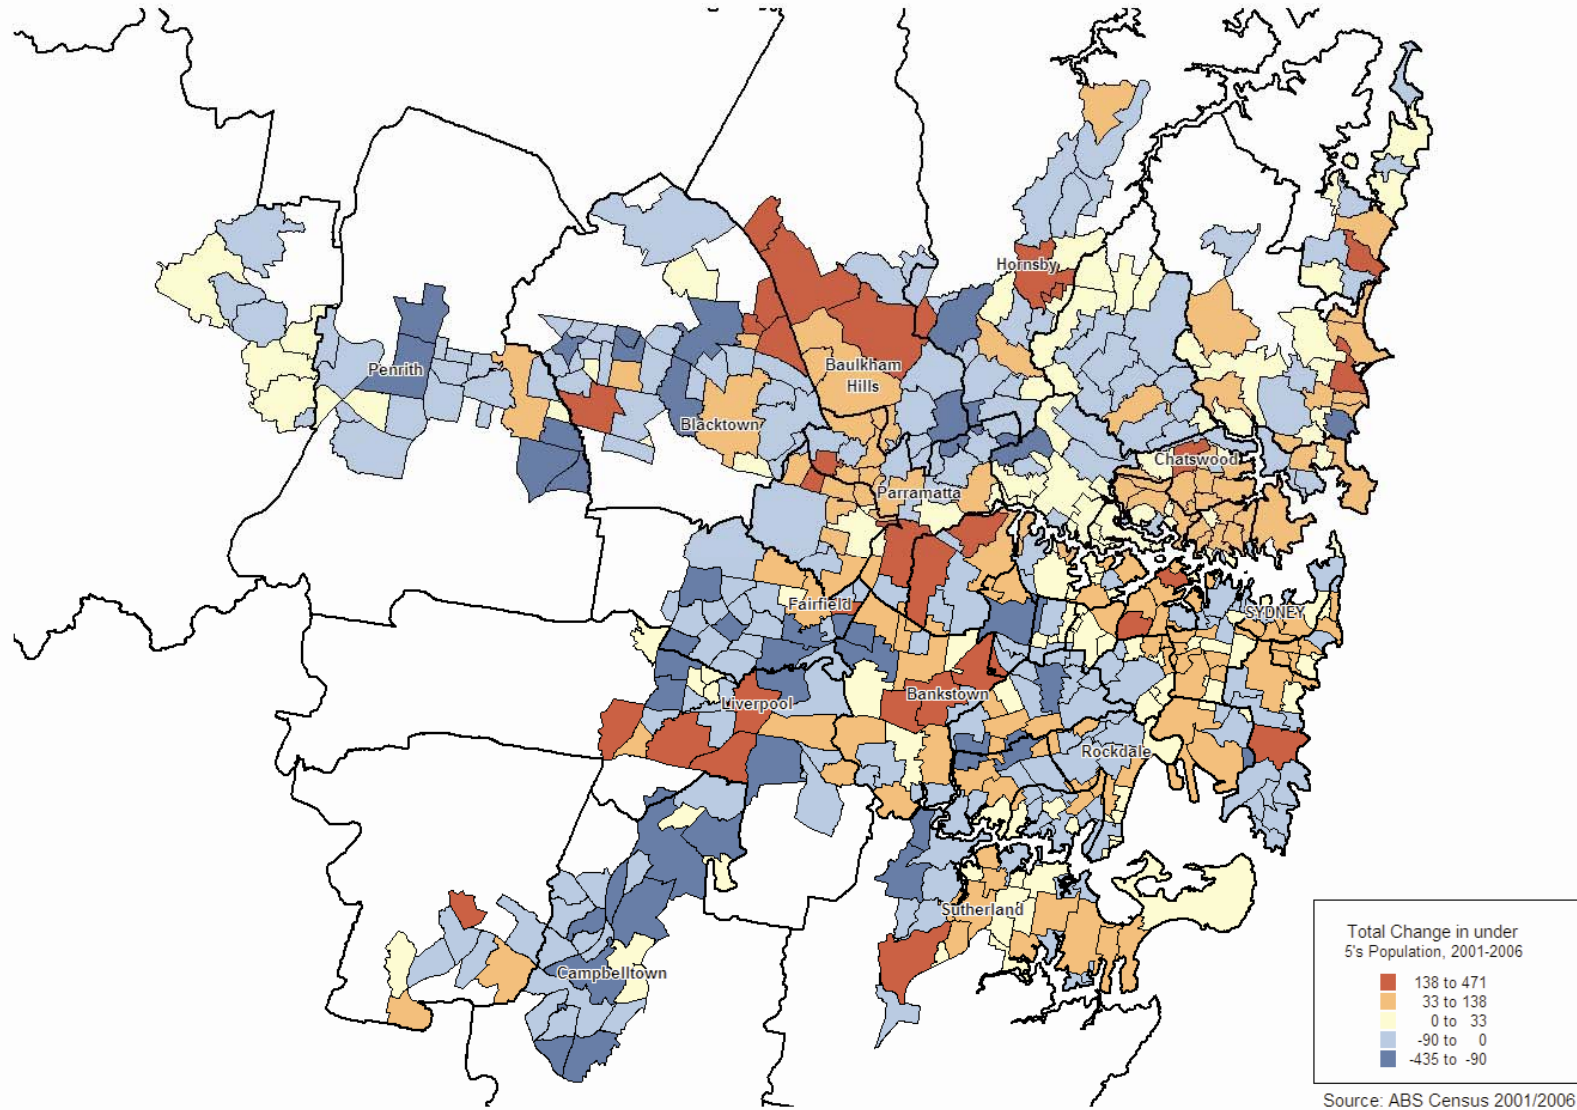 Hornsby
Penrith
Baulkham
Hills
Blacktown
Chatswood
Parramatta
Fairfield
SYDNEY
Liverpool
Bankstown
Rockdale
Sutherland
Campbelltown
Total Change in under
5's Population, 2001-2006
138 to 471
33 to 138
0 to 33
-90 to 0
-435 to -90
Source: ABS Census 2001/2006